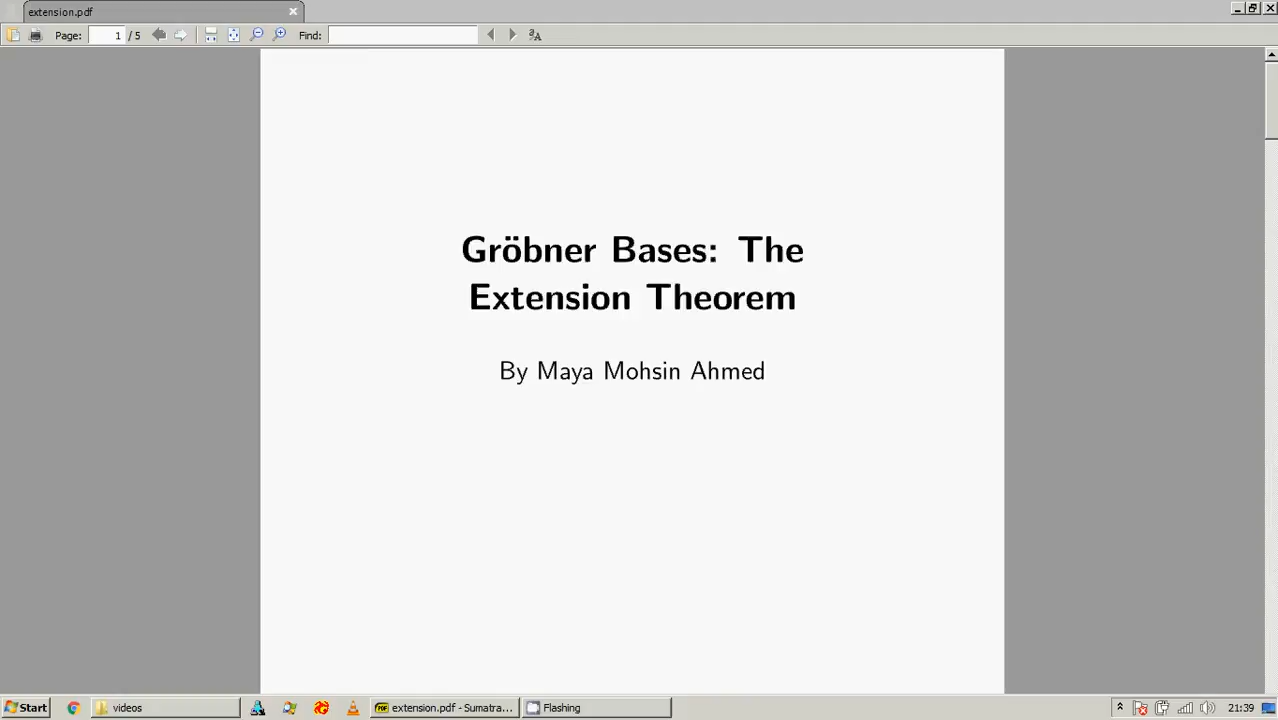 extension.pdf
Page: 1 / 5 Find:
Gröbner Bases: The
Extension Theorem
By Maya Mohsin Ahmed
Start videos extension.pdf - Sumatra... Flashing 21:39